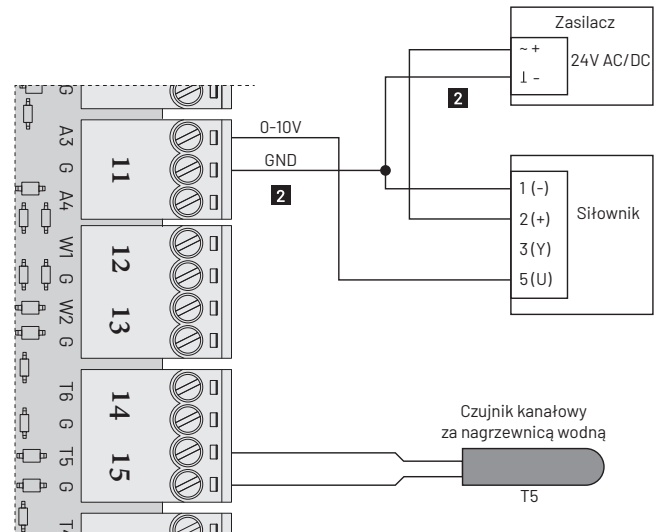 Zasilacz
~ +
24V AC/DC
⊥ -
2
G
A3
0-10V
11
G
GND
2
A4
1 (-)
2 (+)
Siłownik
3 (Y)
5 (U)
W1
12
G
W2
13
G
T6
14
G
T5
15
G
Czujnik kanałowy
za nagrzewnicą wodną
T5